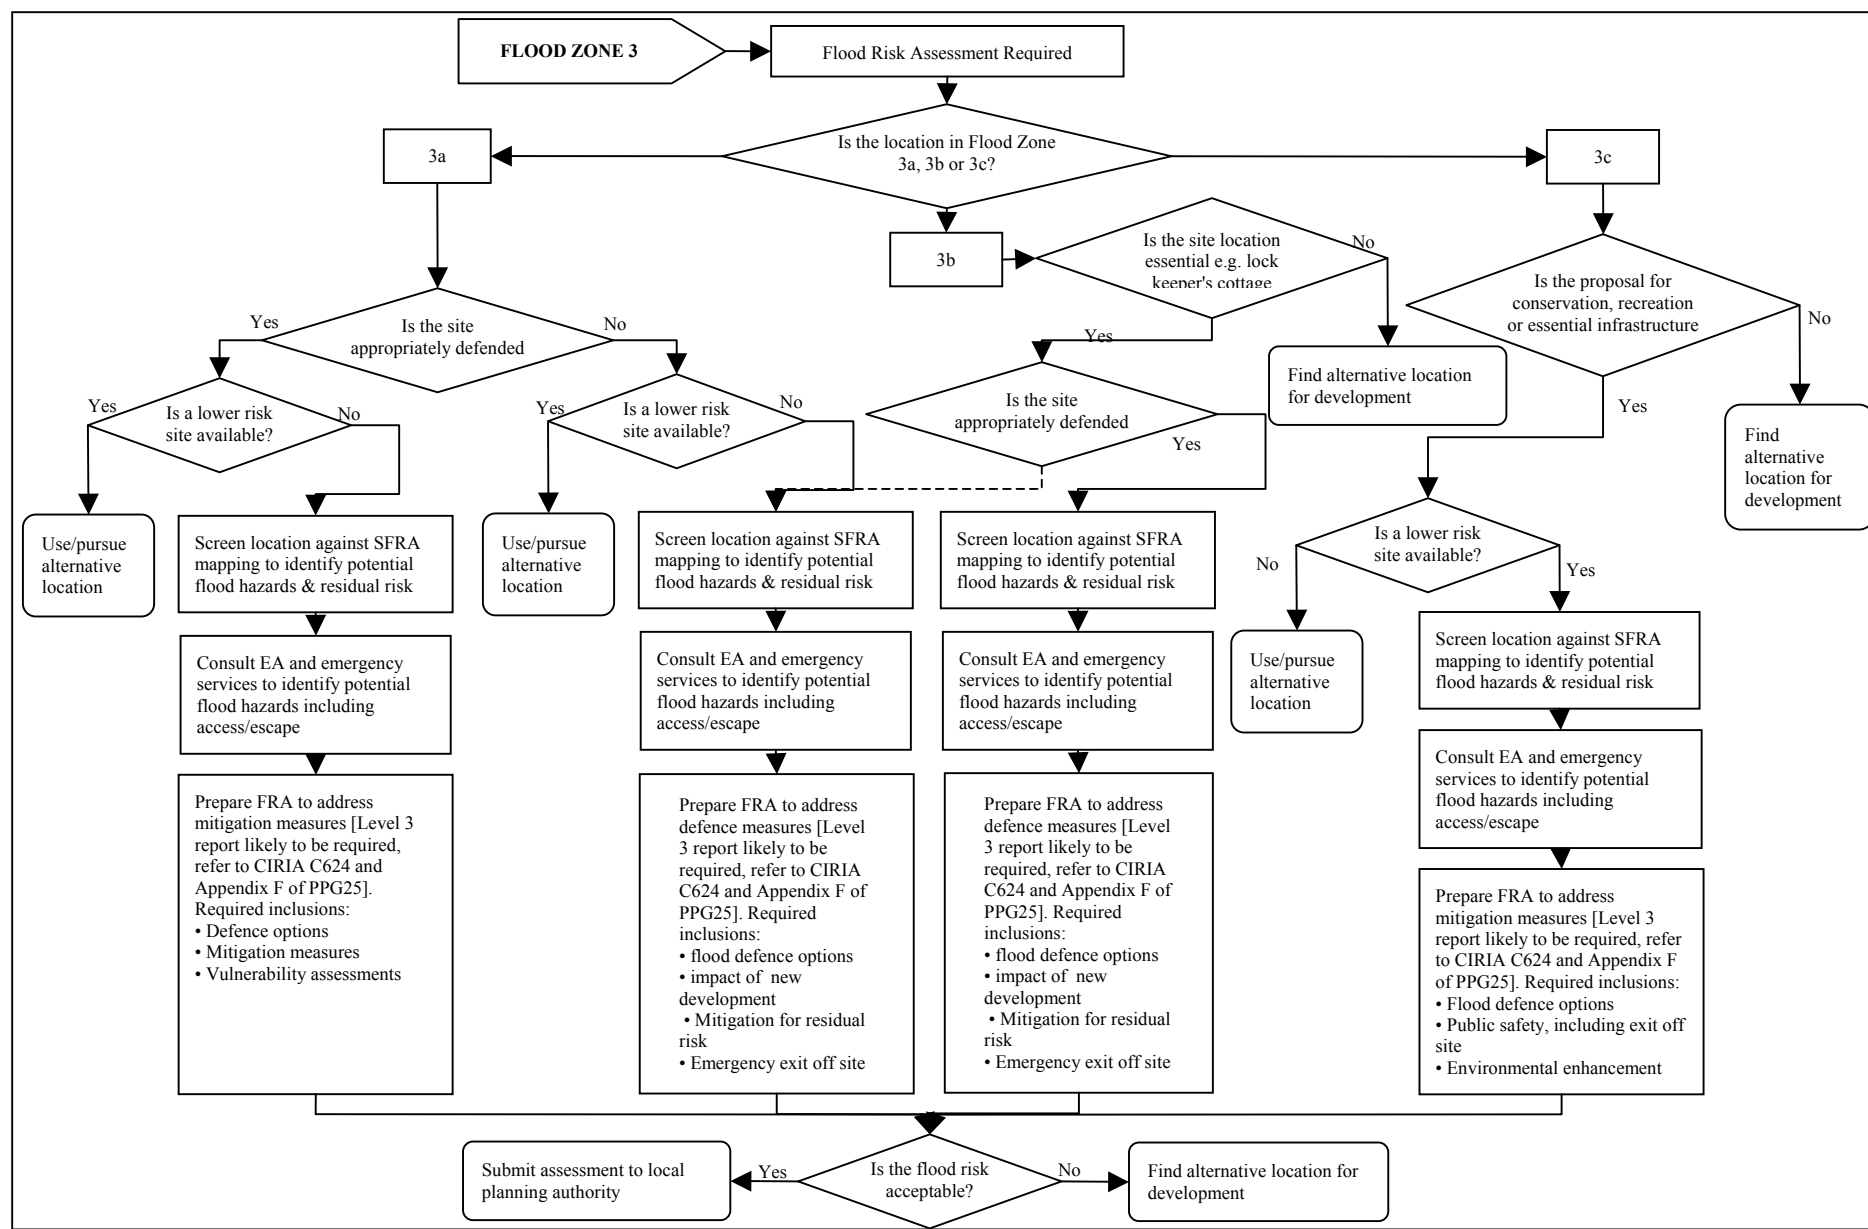 FLOOD ZONE 3
Flood Risk Assessment Required
Is the location in Flood Zone
3a, 3b or 3c?
3a
3b
3c
Is the site location
essential e.g. lock
keeper's cottage
No
Yes
Is the proposal for
conservation, recreation
or essential infrastructure
No
Yes
Yes
Is the site
appropriately defended
No
Yes
Is a lower risk
site available?
No
Yes
Is a lower risk
site available?
No
Is the site
appropriately defended
Yes
Find alternative location
for development
Find
alternative
location for
development
Is a lower risk
site available?
No
Yes
Use/pursue
alternative
location
Screen location against SFRA
mapping to identify potential
flood hazards & residual risk
Use/pursue
alternative
location
Screen location against SFRA
mapping to identify potential
flood hazards & residual risk
Screen location against SFRA
mapping to identify potential
flood hazards & residual risk
Use/pursue
alternative
location
Screen location against SFRA
mapping to identify potential
flood hazards & residual risk
Consult EA and emergency
services to identify potential
flood hazards including
access/escape
Consult EA and emergency
services to identify potential
flood hazards including
access/escape
Consult EA and emergency
services to identify potential
flood hazards including
access/escape
Consult EA and emergency
services to identify potential
flood hazards including
access/escape
Prepare FRA to address
mitigation measures [Level 3
report likely to be required,
refer to CIRIA C624 and
Appendix F of PPG25].
Required inclusions:
• Defence options
• Mitigation measures
• Vulnerability assessments
Prepare FRA to address
defence measures [Level
3 report likely to be
required, refer to CIRIA
C624 and Appendix F of
PPG25]. Required
inclusions:
• flood defence options
• impact of new
development
• Mitigation for residual
risk
• Emergency exit off site
Prepare FRA to address
defence measures [Level
3 report likely to be
required, refer to CIRIA
C624 and Appendix F of
PPG25]. Required
inclusions:
• flood defence options
• impact of new
development
• Mitigation for residual
risk
• Emergency exit off site
Prepare FRA to address
mitigation measures [Level 3
report likely to be required, refer
to CIRIA C624 and Appendix F
of PPG25]. Required inclusions:
• Flood defence options
• Public safety, including exit off
site
• Environmental enhancement
Submit assessment to local
planning authority
Yes
Is the flood risk
acceptable?
No
Find alternative location for
development